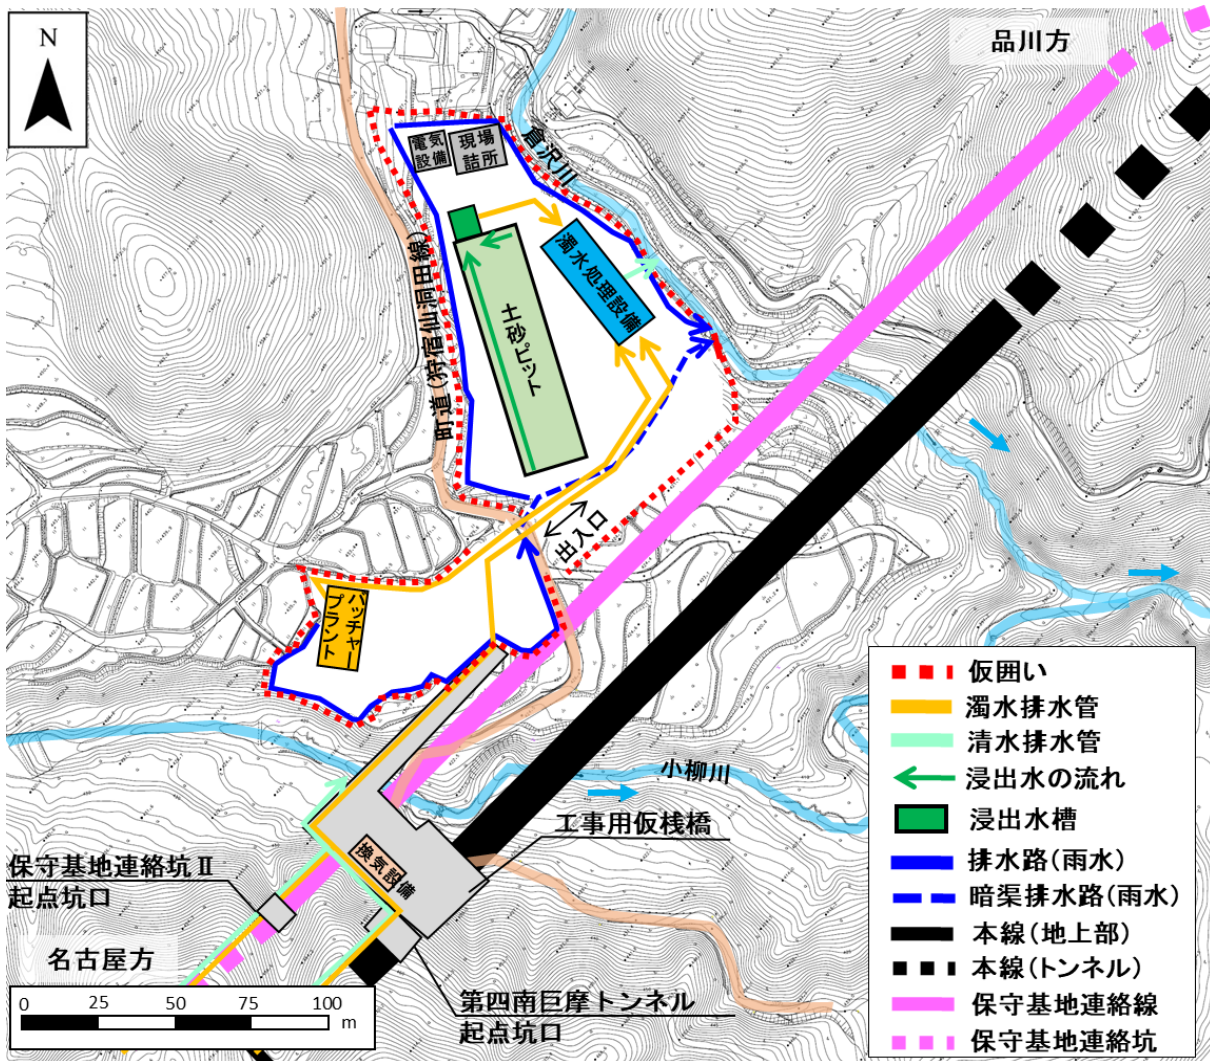 N
品川方
倉沢川
電気
設備
現場
詰所
町道(狩宿仙洞田線)
濁水処理設備
土砂ピット
出入口
バッチャー
プラント
小柳川
工事用仮桟橋
換気設備
保守基地連絡坑Ⅱ
起点坑口
名古屋方
0 25 50 75 100
m
第四南巨摩トンネル
起点坑口
仮囲い
濁水排水管
清水排水管
浸出水の流れ
浸出水槽
排水路(雨水)
暗渠排水路(雨水)
本線(地上部)
本線(トンネル)
保守基地連絡線
保守基地連絡坑